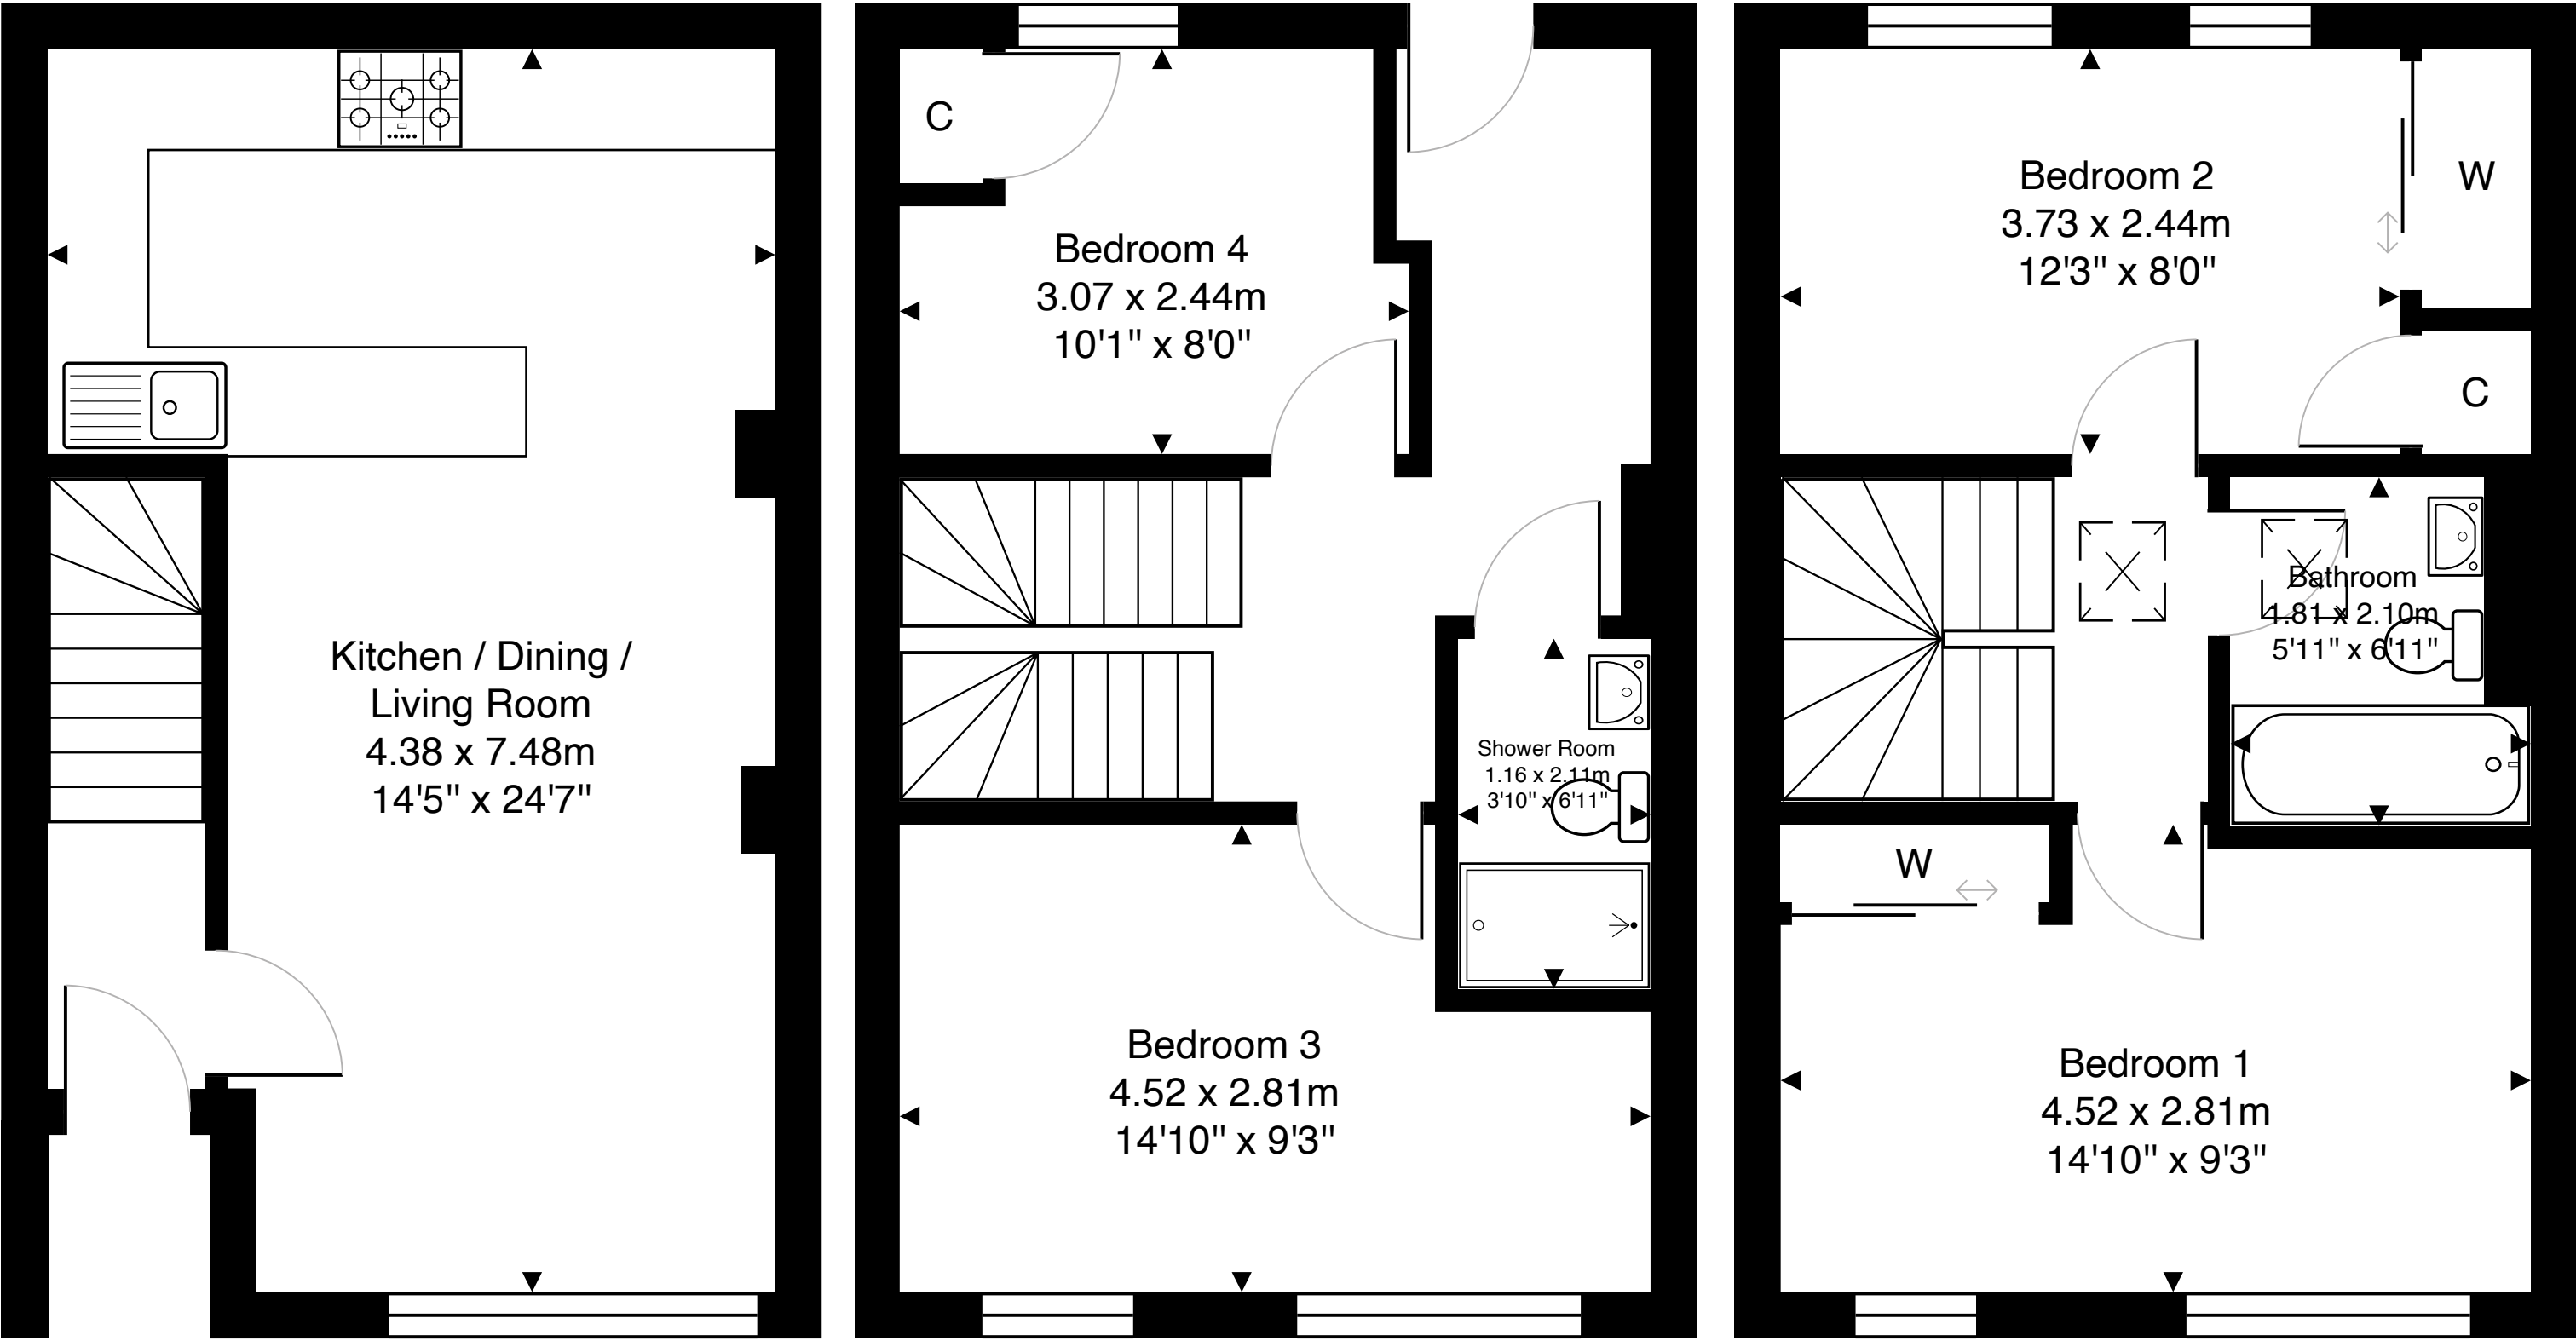 Kitchen / Dining /
Living Room
4.38 x 7.48m
14'5" x 24'7"
C
Bedroom 4
3.07 x 2.44m
10'1" x 8'0"
Shower Room
1.16 x 2.11m
3'10" x 6'11"
Bedroom 3
4.52 x 2.81m
14'10" x 9'3"
Bedroom 2
3.73 x 2.44m
12'3" x 8'0"
W
C
Bathroom
1.81 x 2.10m
5'11" x 6'11"
W
Bedroom 1
4.52 x 2.81m
14'10" x 9'3"